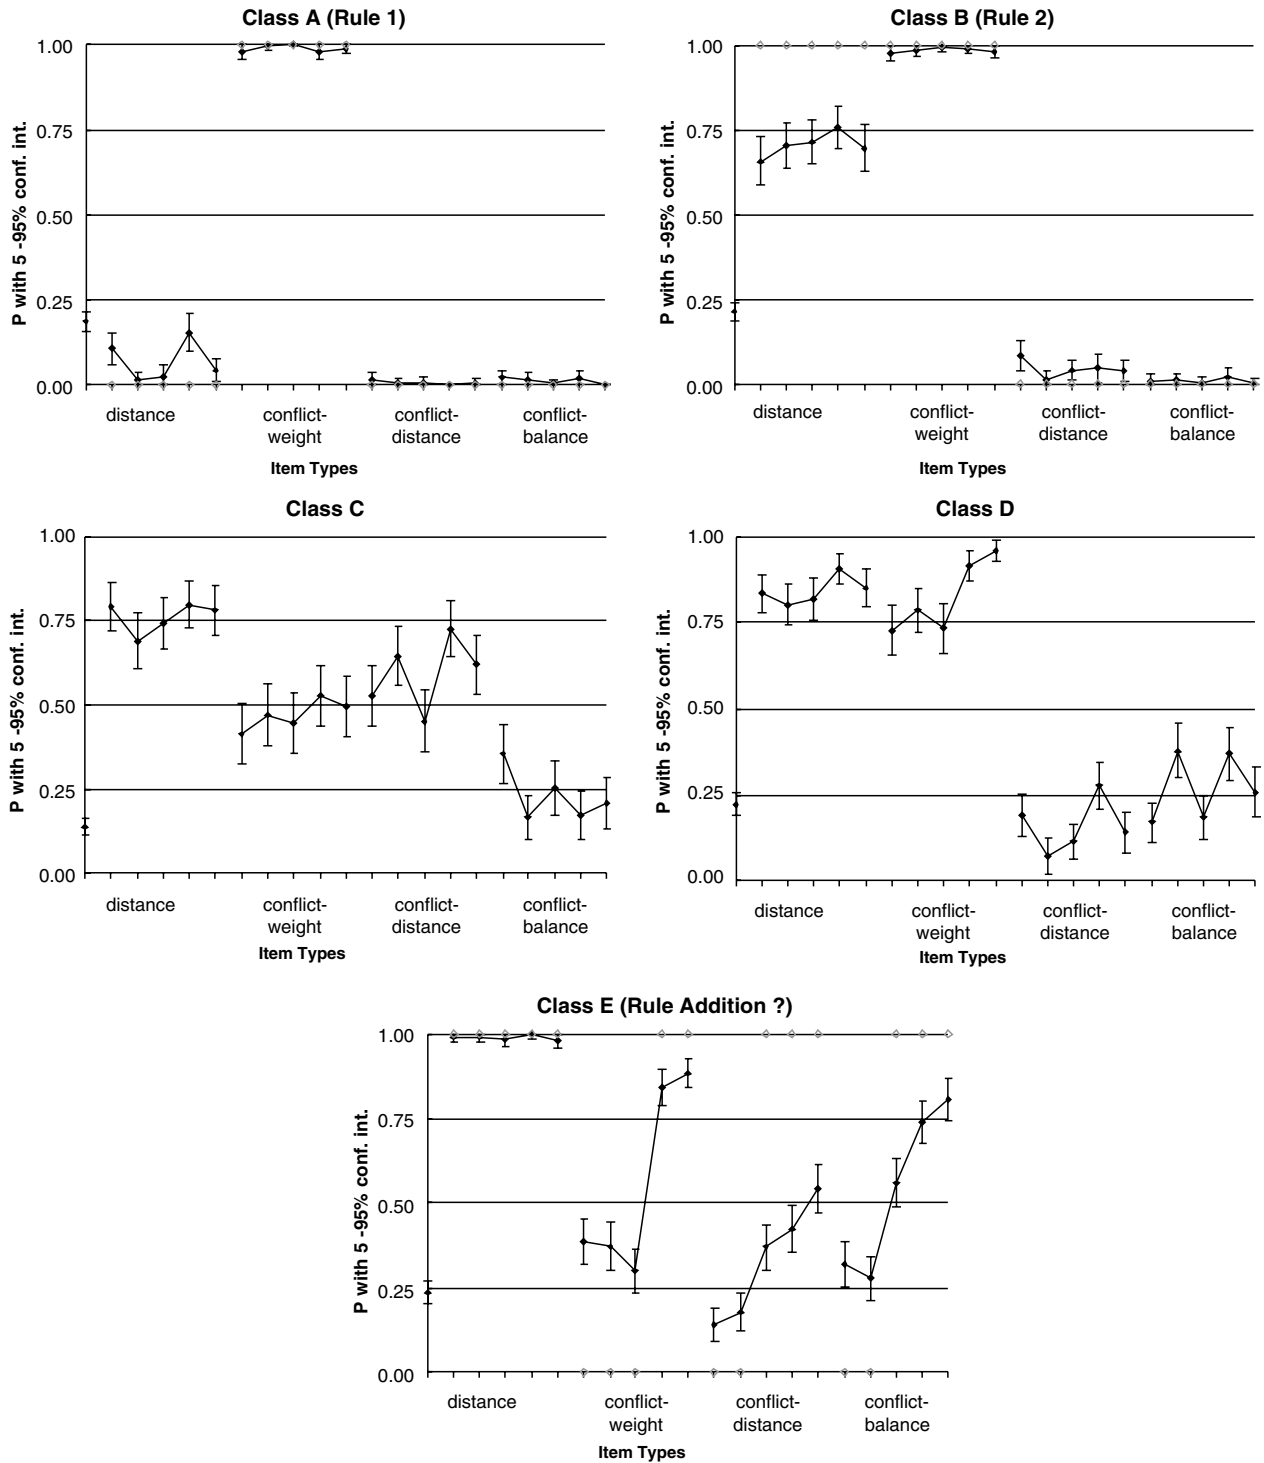 Class A (Rule 1)
P with 5 -95% conf. int.
1.00
0.75
0.50
0.25
0.00
distance
conflict-
weight
conflict-
distance
conflict-
balance
Item Types
Class B (Rule 2)
P with 5 -95% conf. int.
1.00
0.75
0.50
0.25
0.00
distance
conflict-
weight
conflict-
distance
conflict-
balance
Item Types
Class C
P with 5 -95% conf. int.
1.00
0.75
0.50
0.25
0.00
distance
conflict-
weight
conflict-
distance
conflict-
balance
Item Types
Class D
P with 5 -95% conf. int.
1.00
0.75
0.50
0.25
0.00
distance
conflict-
weight
conflict-
distance
conflict-
balance
Item Types
Class E (Rule Addition ?)
P with 5 -95% conf. int.
1.00
0.75
0.50
0.25
0.00
distance
conflict-
weight
conflict-
distance
conflict-
balance
Item Types